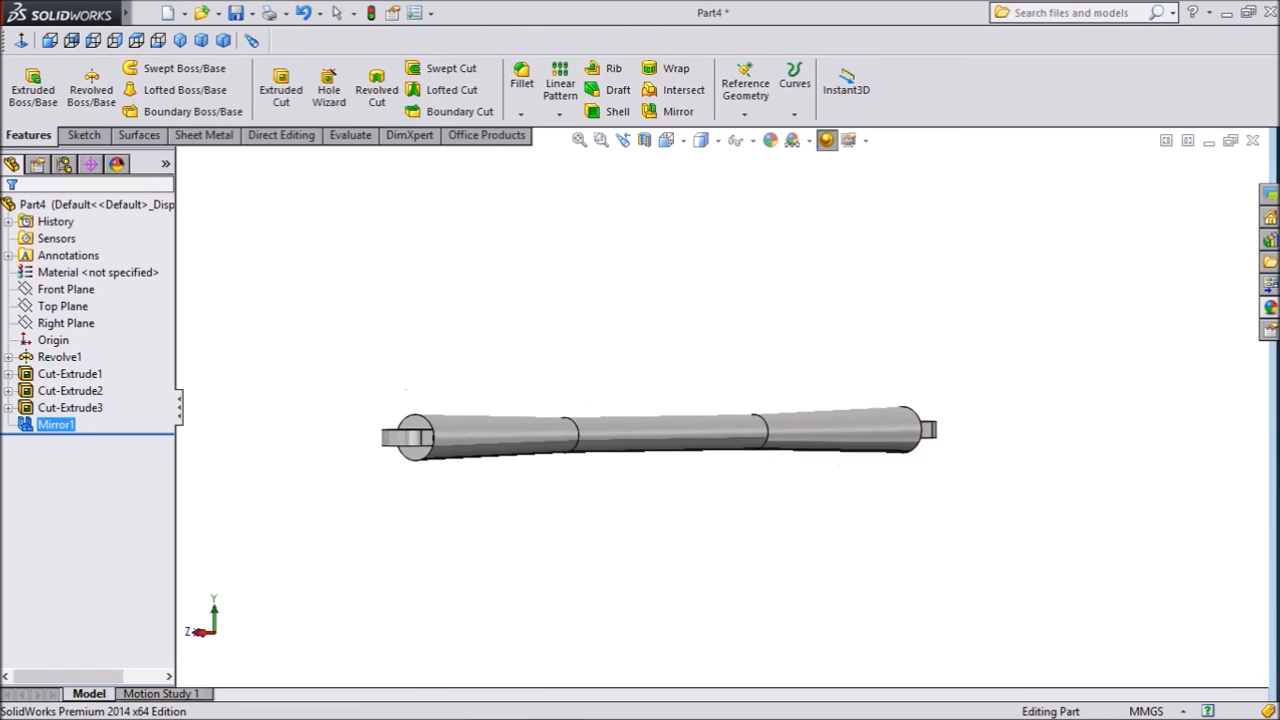 SOLIDWORKS
Part4 *
Search files and models
Extruded Boss/Base
Revolved Boss/Base
Swept Boss/Base
Lofted Boss/Base
Boundary Boss/Base
Extruded Cut
Hole Wizard
Revolved Cut
Swept Cut
Lofted Cut
Boundary Cut
Fillet
Linear Pattern
Rib
Draft
Shell
Wrap
Intersect
Mirror
Reference Geometry
Curves
Instant3D
Features Sketch Surfaces Sheet Metal Direct Editing Evaluate DimXpert Office Products
Part4 (Default<<Default>_Disp
History
Sensors
Annotations
Material <not specified>
Front Plane
Top Plane
Right Plane
Origin
Revolve1
Cut-Extrude1
Cut-Extrude2
Cut-Extrude3
Mirror1
Y
Z
Model Motion Study 1
SolidWorks Premium 2014 x64 Edition Editing Part MMGS